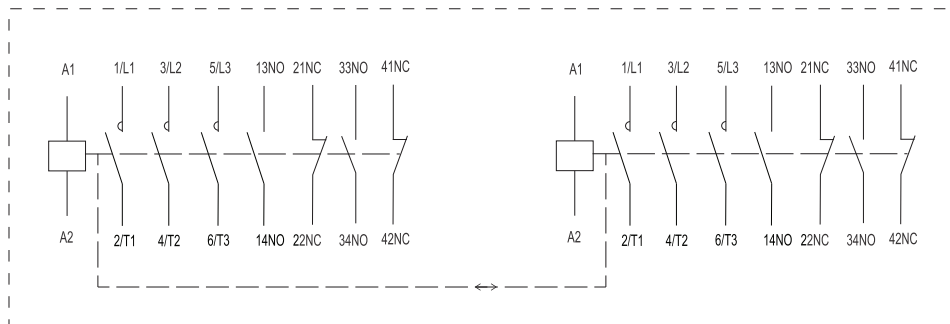 A1 1/L1 3/L2 5/L3 13NO 21NC 33NO 41NC A1 1/L1 3/L2 5/L3 13NO 21NC 33NO 41NC
A2 2/T1 4/T2 6/T3 14NO 22NC 34NO 42NC A2 2/T1 4/T2 6/T3 14NO 22NC 34NO 42NC